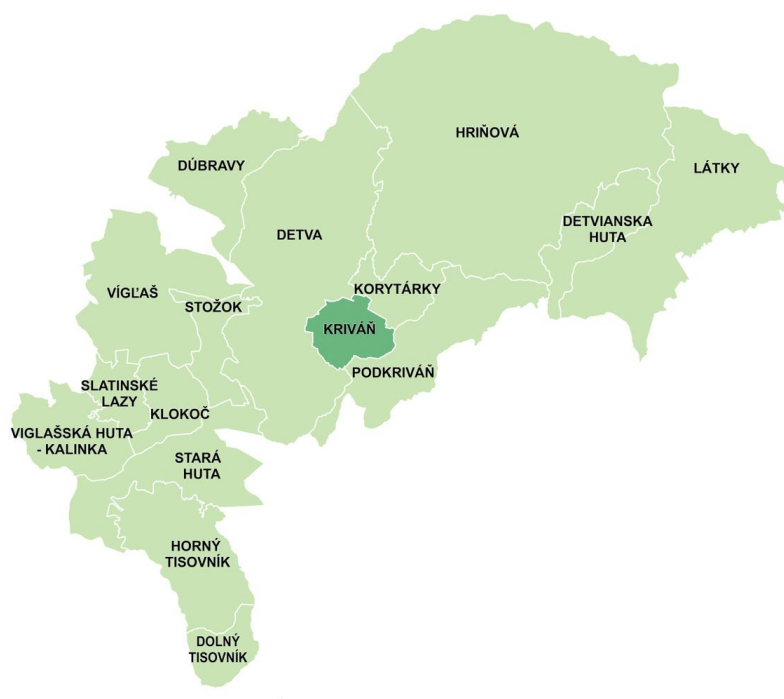 HRIŇOVÁ
DÚBRAVY
LÁTKY
DETVIANSKA
HUTA
DETVA
KORYTÁRKY
VÍGĽAŠ
STOŽOK
KRIVÁŇ
PODKRIVÁŇ
SLATINSKÉ
LAZY
KLOKOČ
VIGLAŠSKÁ HUTA
- KALINKA
STARÁ
HUTA
HORNÝ
TISOVNÍK
DOLNÝ
TISOVNÍK